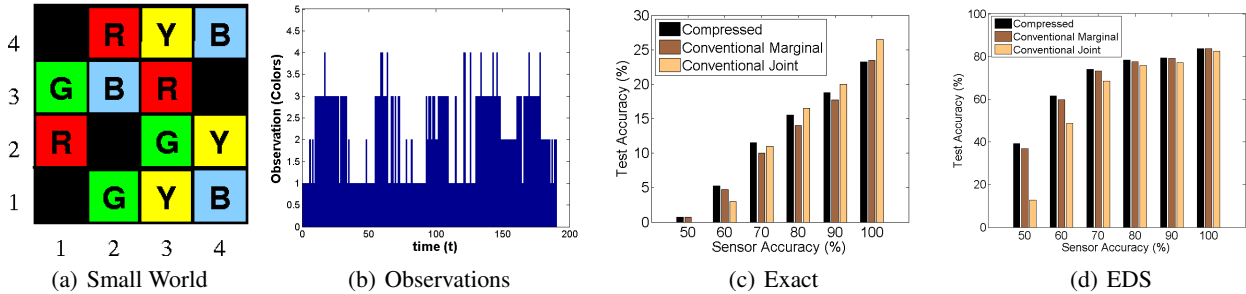 4 R Y B
3 G B R
2 R G Y
1 G Y B
1 2 3 4
(a) Small World
Observation (Colors)
5
4.5
4
3.5
3
2.5
2
1.5
1
0.5
0
0 50 100 150 200
time (t)
(b) Observations
Test Accuracy (%)
30
25
20
15
10
5
0
Compressed
Conventional Marginal
Conventional Joint
50 60 70 80 90 100
Sensor Accuracy (%)
(c) Exact
Test Accuracy (%)
100
80
60
40
20
0
Compressed
Conventional Marginal
Conventional Joint
50 60 70 80 90 100
Sensor Accuracy (%)
(d) EDS